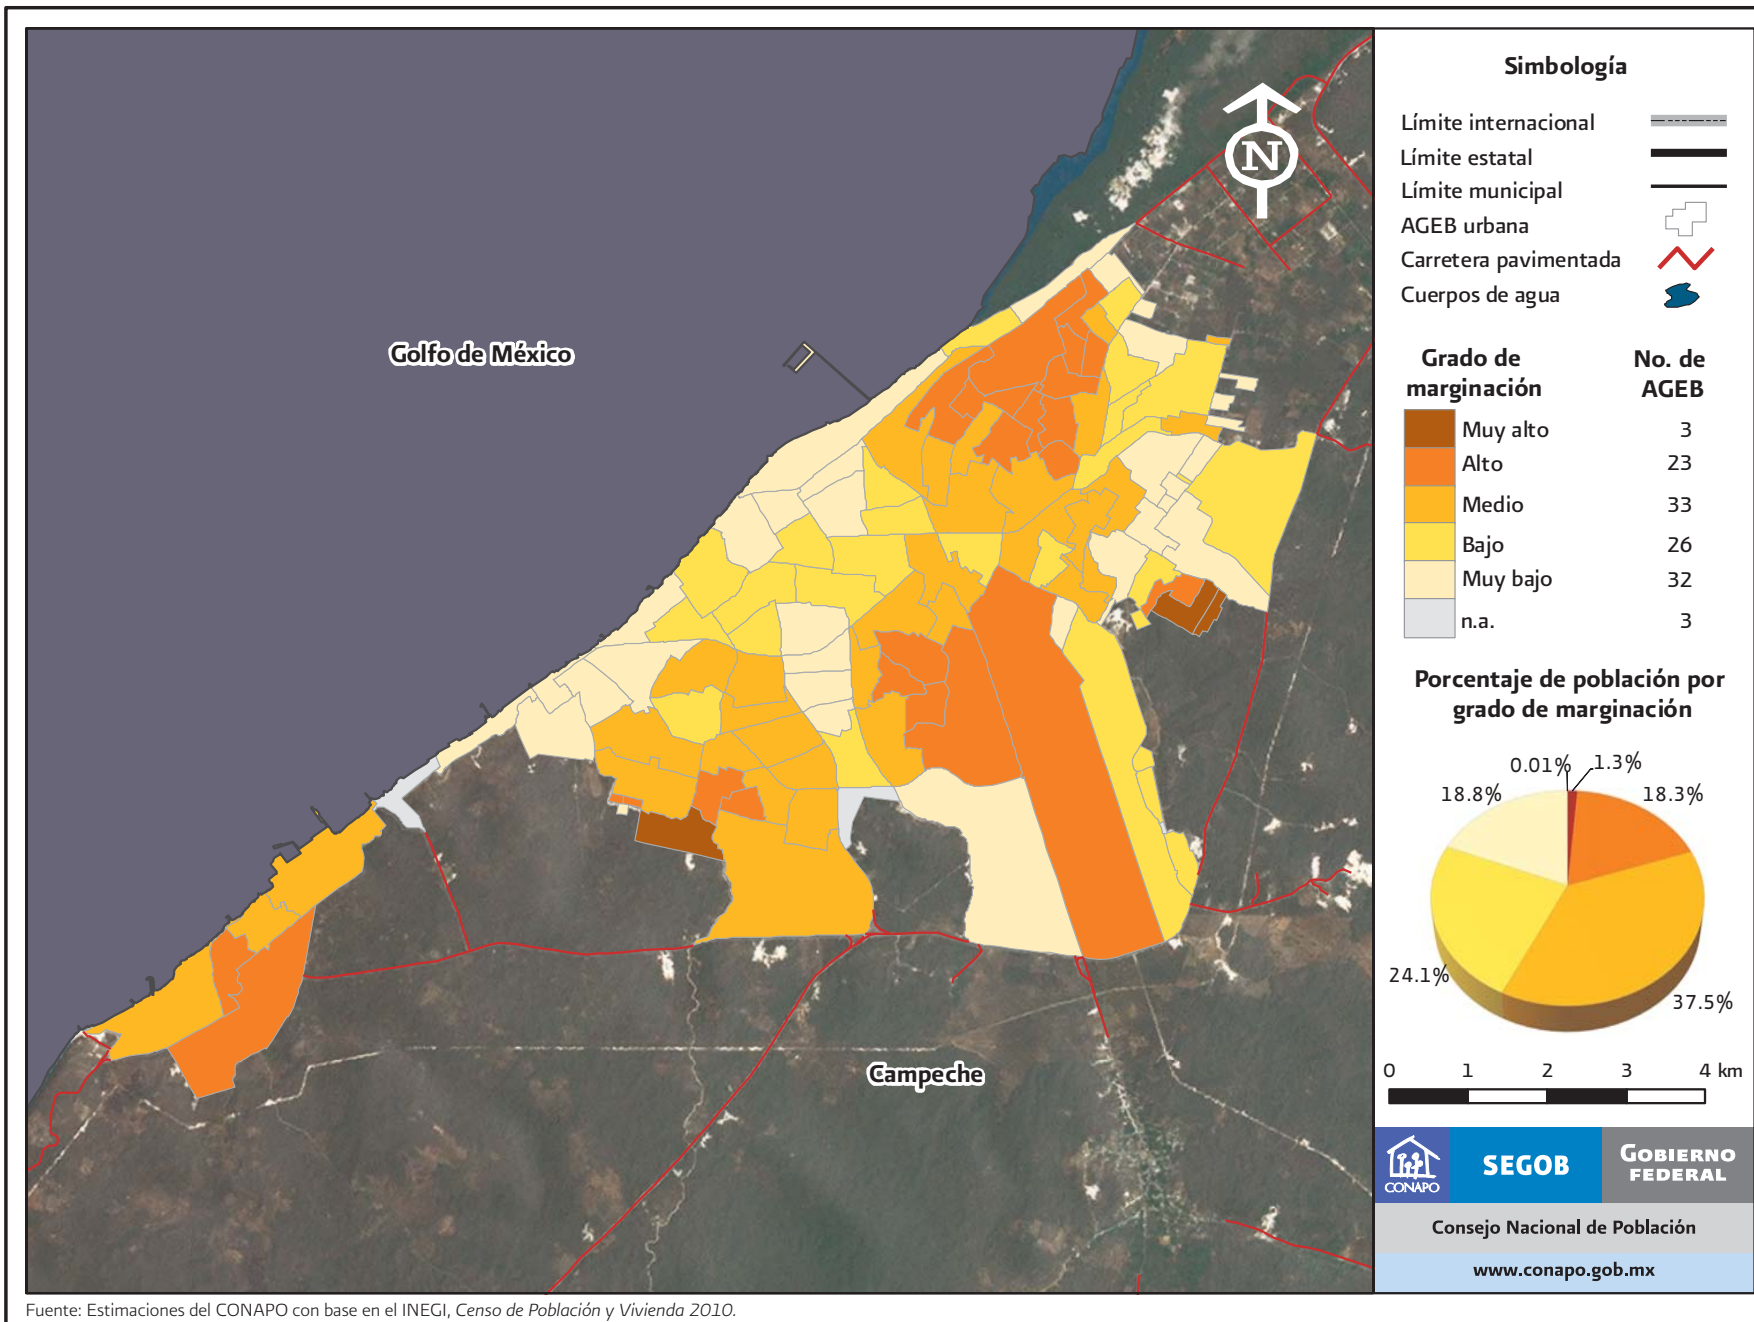 Golfo de México
N
Campeche
Simbología
Límite internacional
Límite estatal
Límite municipal
AGEB urbana
Carretera pavimentada
Cuerpos de agua
Grado de marginación
No. de AGEB
Muy alto 3
Alto 23
Medio 33
Bajo 26
Muy bajo 32
n.a. 3
Porcentaje de población por
grado de marginación
0.01% 1.3%
18.8% 18.3%
24.1%
37.5%
0 1 2 3 4 km
CONAPO
SEGOB
GOBIERNO
FEDERAL
Consejo Nacional de Población
www.conapo.gob.mx
Fuente: Estimaciones del CONAPO con base en el INEGI, Censo de Población y Vivienda 2010.